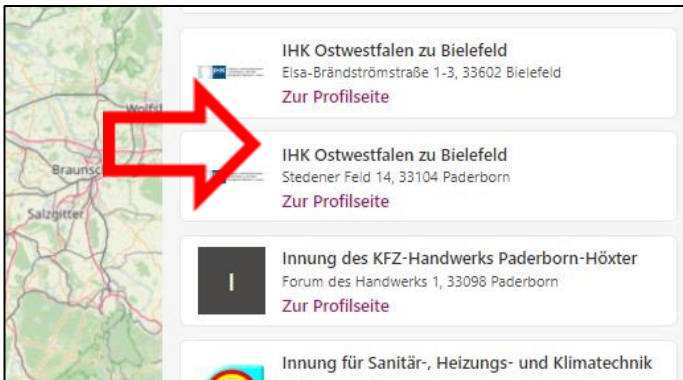 IHK Ostwestfalen zu Bielefeld
Elsa-Brändströmstraße 1-3, 33602 Bielefeld
Zur Profilseite
IHK
Wolfs
IHK Ostwestfalen zu Bielefeld
Stedener Feld 14, 33104 Paderborn
Zur Profilseite
Braunsc
Salzgitter
Innung des KFZ-Handwerks Paderborn-Höxter
Forum des Handwerks 1, 33098 Paderborn
Zur Profilseite
I
Innung für Sanitär-, Heizungs- und Klimatechnik